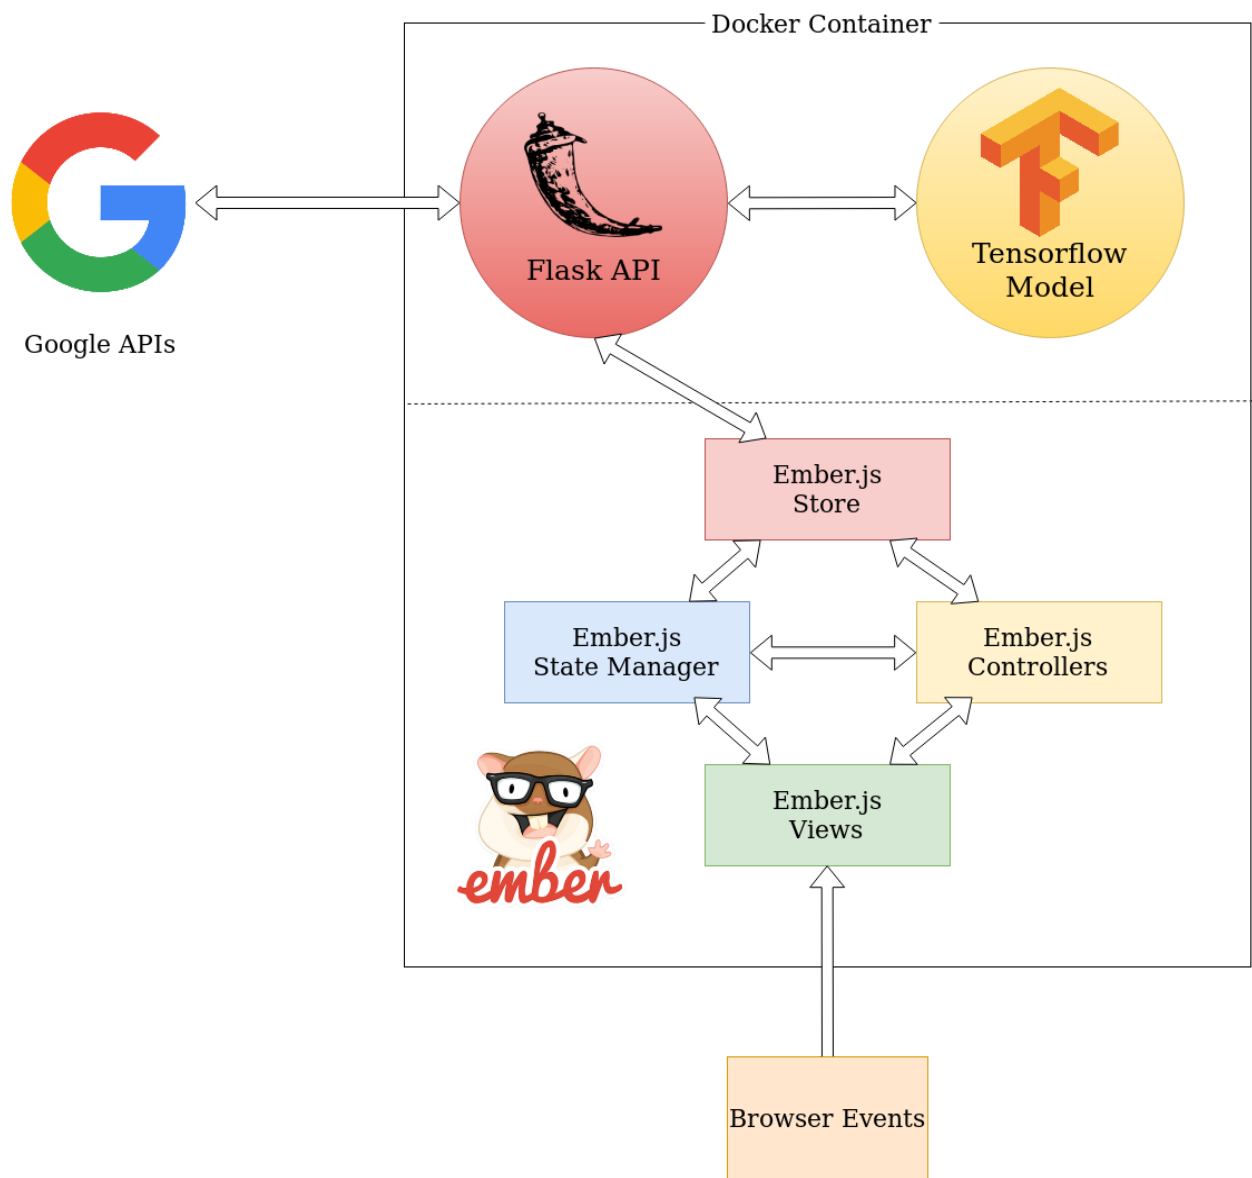 Docker Container
Flask API
Tensorflow
Model
Google APIs
Ember.js
Store
Ember.js
State Manager
Ember.js
Controllers
Ember.js
Views
ember
Browser Events